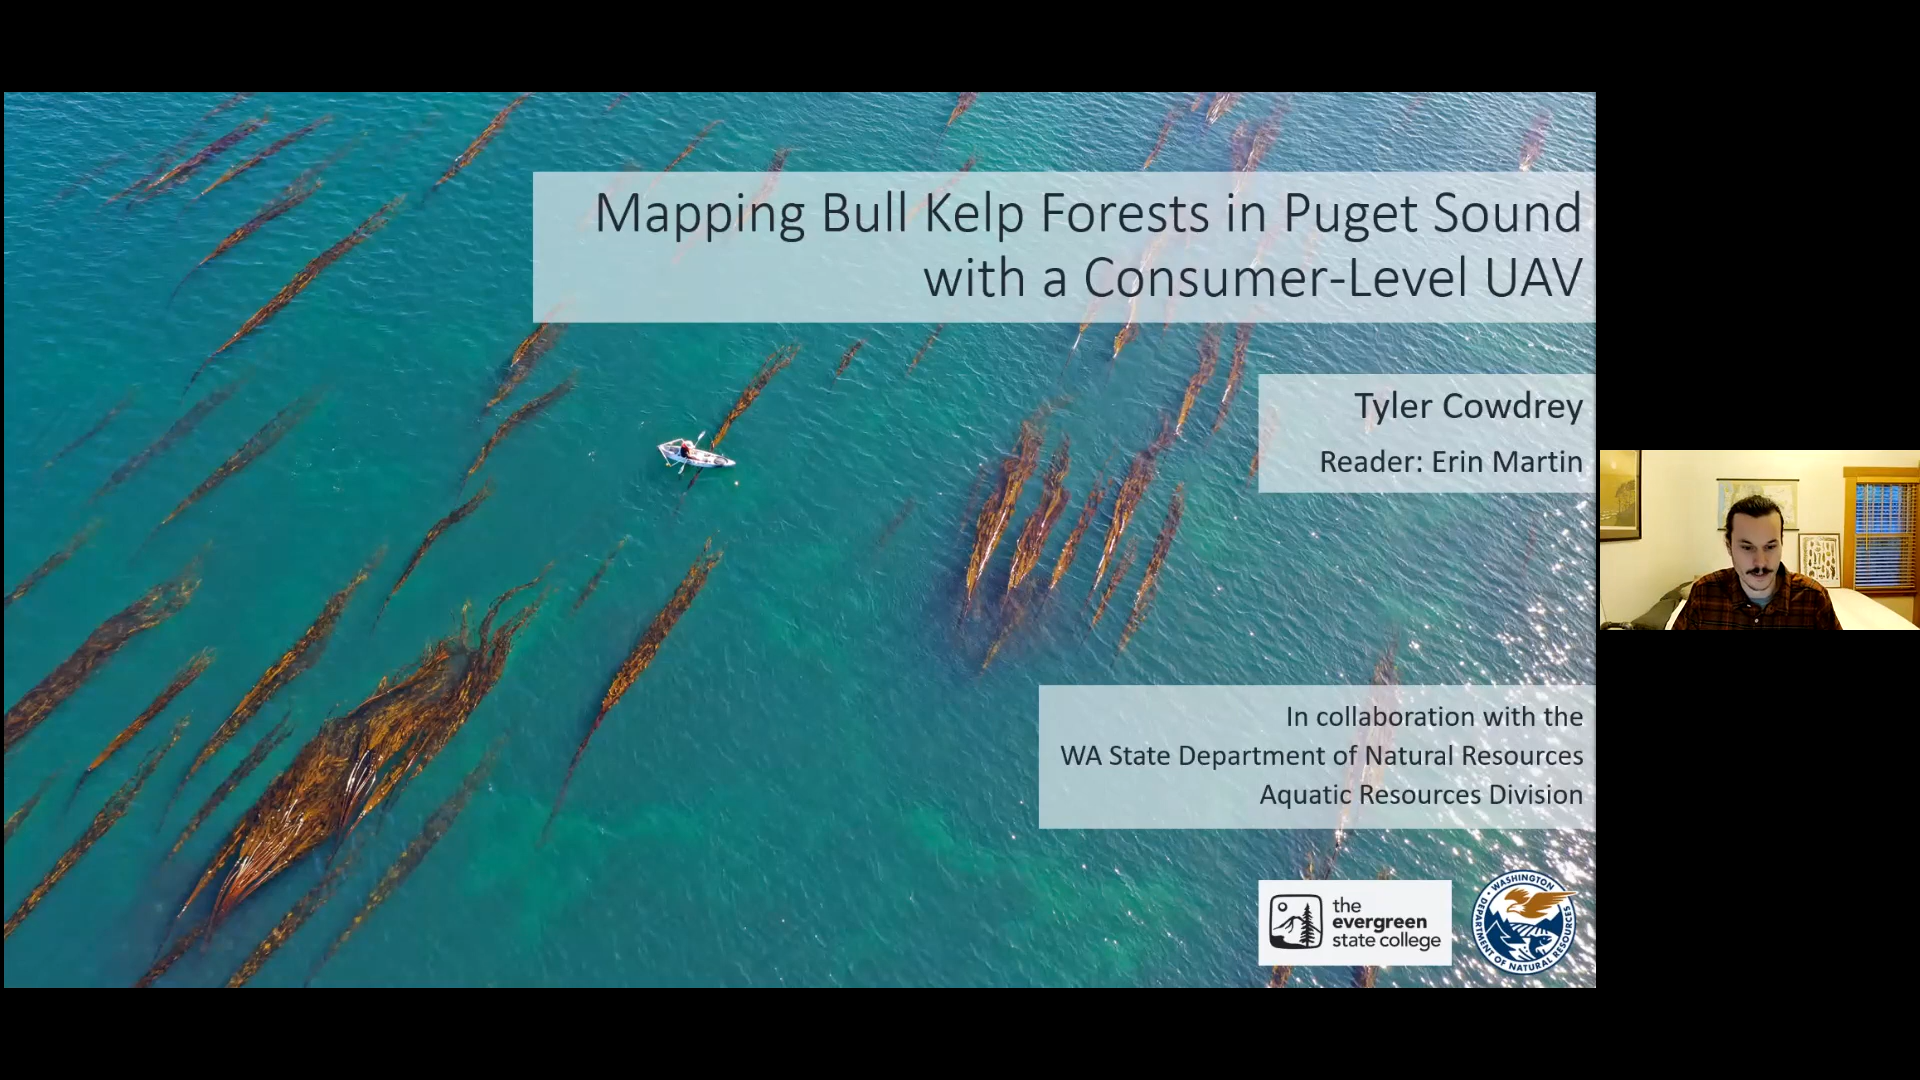 Mapping Bull Kelp Forests in Puget Sound
with a Consumer-Level UAV
Tyler Cowdrey
Reader: Erin Martin
In collaboration with the
WA State Department of Natural Resources
Aquatic Resources Division
the
evergreen
state college
WASHINGTON
DEPARTMENT OF NATURAL RESOURCES